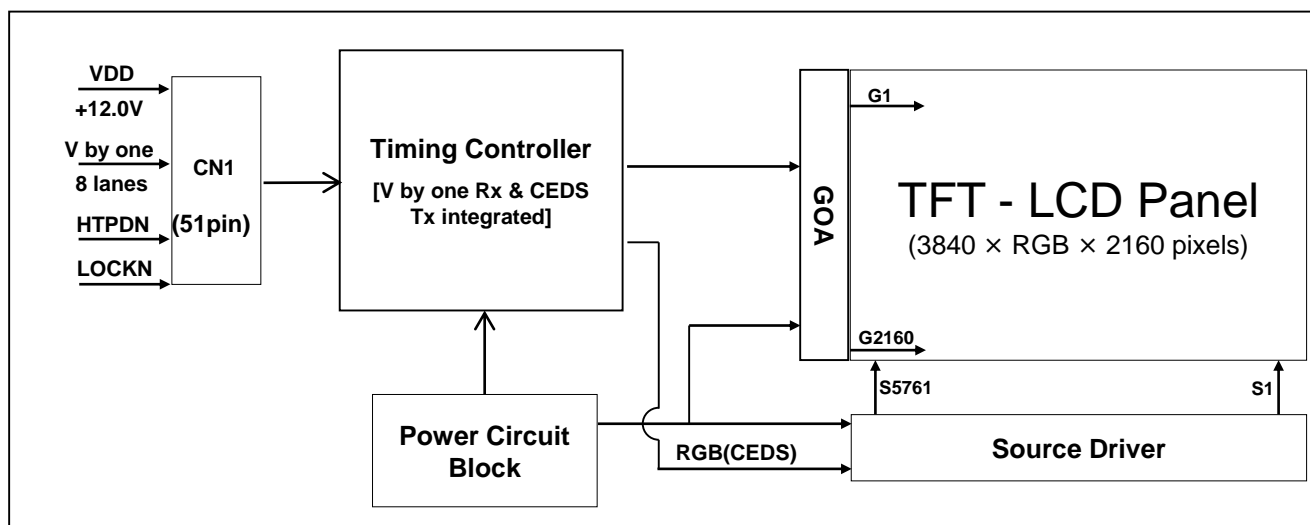 VDD
+12.0V
V by one
8 lanes
HTPDN
LOCKN
CN1
(51pin)
Timing Controller
[V by one Rx & CEDS
Tx integrated]
Power Circuit
Block
RGB(CEDS)
GOA
G1
TFT - LCD Panel
(3840 × RGB × 2160 pixels)
G2160
S5761
S1
Source Driver